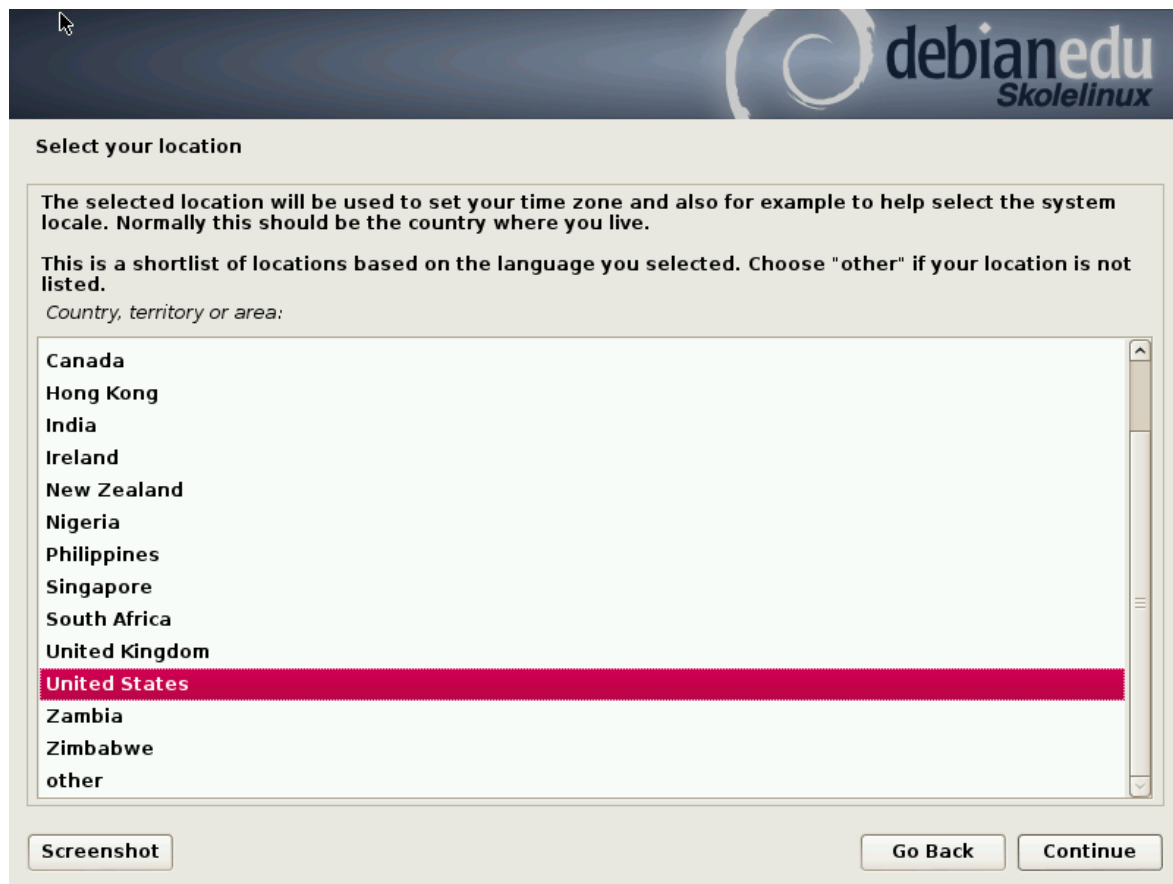 debianedu
Skolelinux
Select your location
The selected location will be used to set your time zone and also for example to help select the system
locale. Normally this should be the country where you live.
This is a shortlist of locations based on the language you selected. Choose "other" if your location is not
listed.
Country, territory or area:
Canada
Hong Kong
India
Ireland
New Zealand
Nigeria
Philippines
Singapore
South Africa
United Kingdom
United States
Zambia
Zimbabwe
other
Screenshot
Go Back
Continue